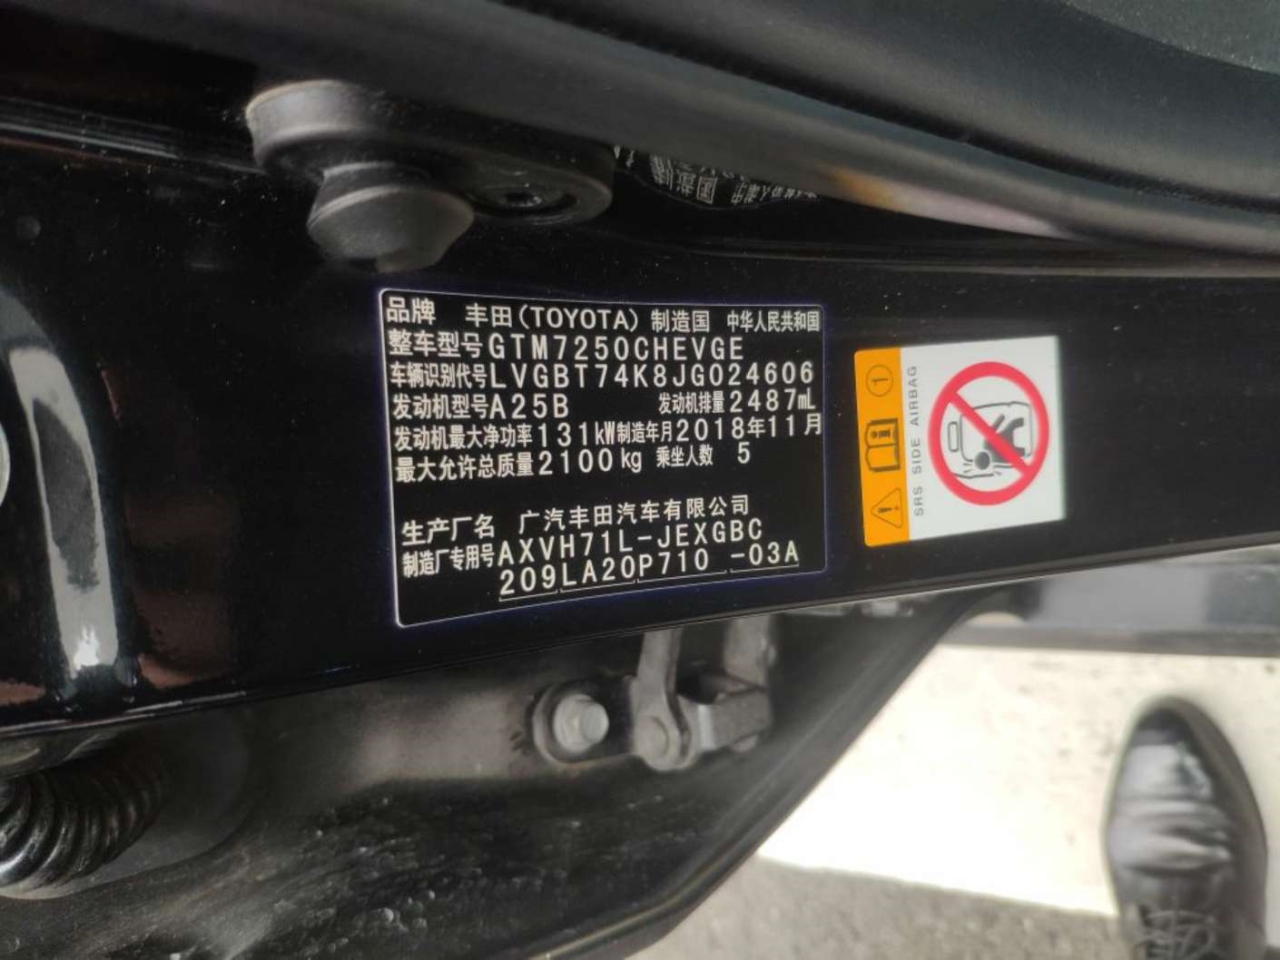 品牌 丰田(TOYOTA) 制造国 中华人民共和国
整车型号GTM7250CHEVGE
车辆识别代号LVGBT74K8JG024606
发动机型号A25B 发动机排量2487mL
发动机最大净功率131kW制造年月2018年11月
最大允许总质量2100kg 乘坐人数 5
生产厂名 广汽丰田汽车有限公司
制造厂专用号AXVH71L-JEXGBC
209LA20P710 -03A
SRS SIDE AIRBAG
1